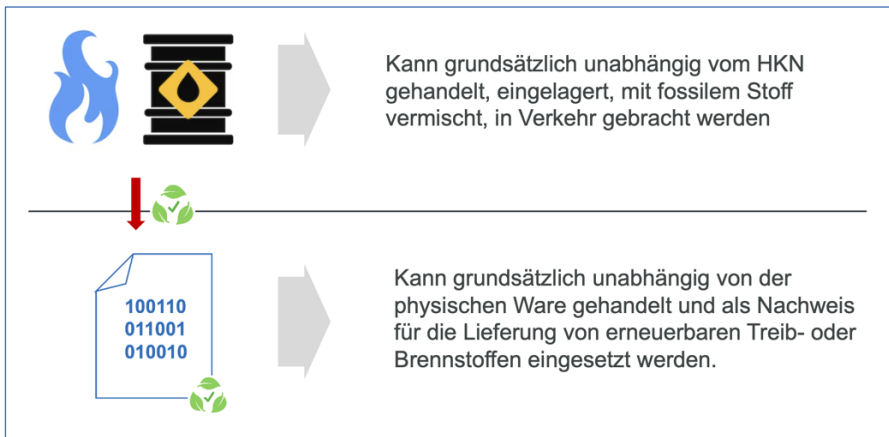 Kann grundsätzlich unabhängig vom HKN
gehandelt, eingelagert, mit fossilem Stoff
vermischt, in Verkehr gebracht werden
100110
011001
010010
Kann grundsätzlich unabhängig von der
physischen Ware gehandelt und als Nachweis
für die Lieferung von erneuerbaren Treib- oder
Brennstoffen eingesetzt werden.